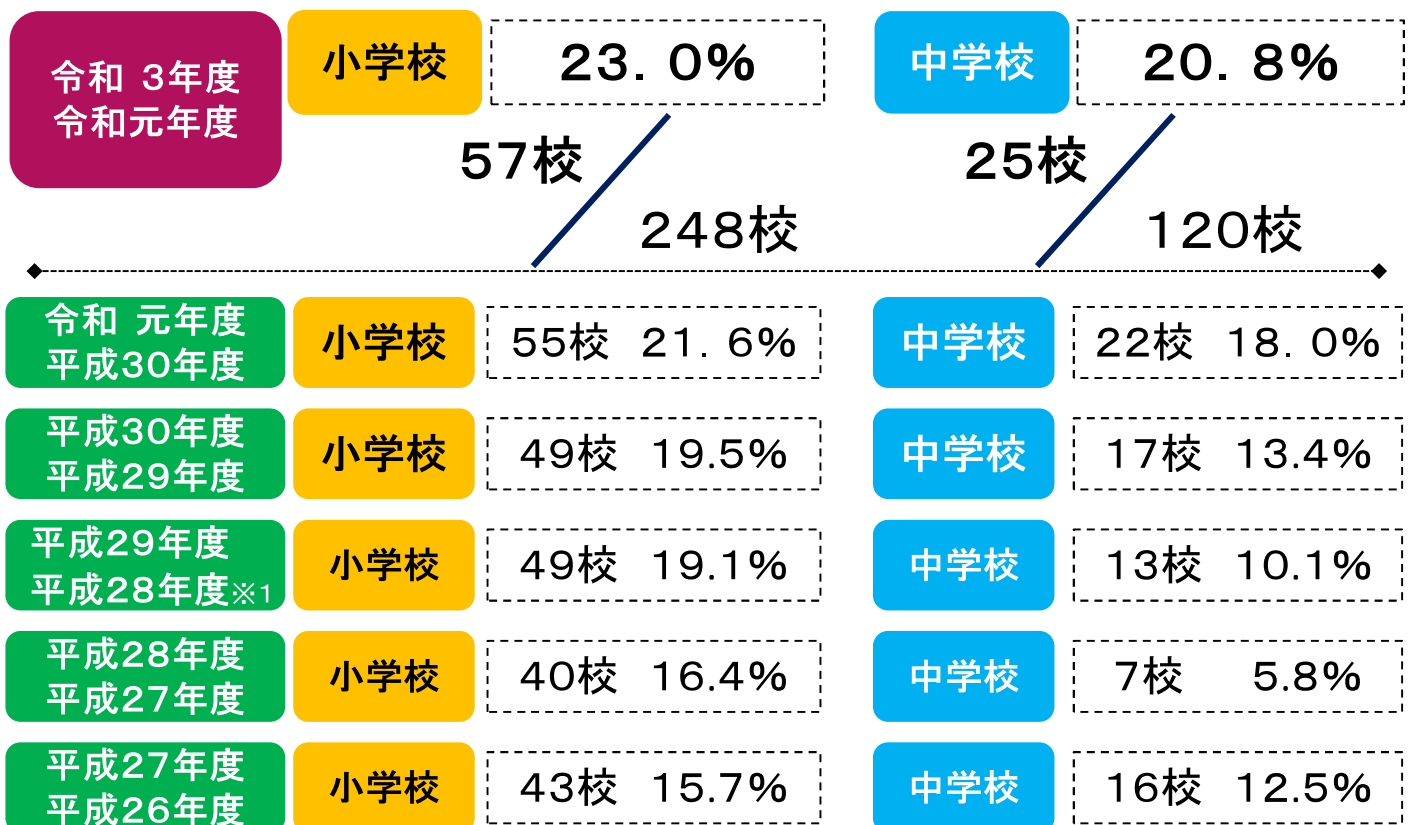 令和 3年度
令和元年度
小学校 23. 0% 中学校 20. 8%
57校 25校
248校 120校
令和 元年度
平成30年度
小学校 55校 21. 6% 中学校 22校 18. 0%
平成30年度
平成29年度
小学校 49校 19.5% 中学校 17校 13.4%
平成29年度
平成28年度※1
小学校 49校 19.1% 中学校 13校 10.1%
平成28年度
平成27年度
小学校 40校 16.4% 中学校 7校 5.8%
平成27年度
平成26年度
小学校 43校 15.7% 中学校 16校 12.5%